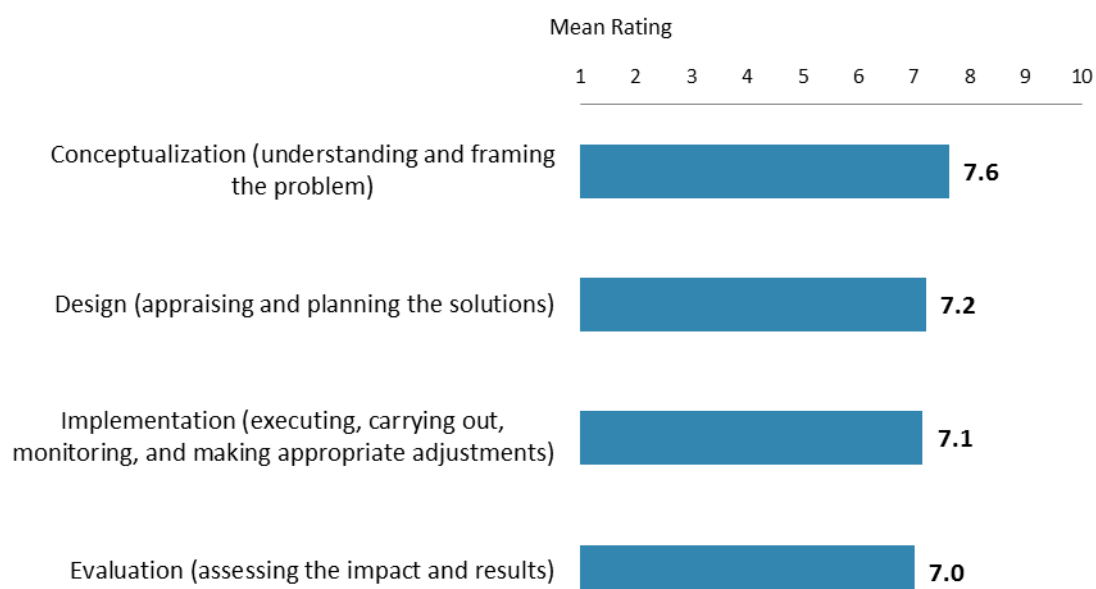 Mean Rating
1 2 3 4 5 6 7 8 9 10
Conceptualization (understanding and framing
the problem)
7.6
Design (appraising and planning the solutions)
7.2
Implementation (executing, carrying out,
monitoring, and making appropriate adjustments)
7.1
Evaluation (assessing the impact and results)
7.0